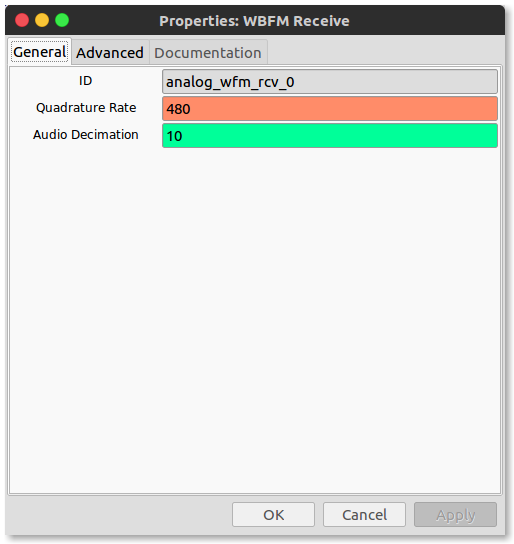 Properties: WBFM Receive
General Advanced Documentation
ID analog_wfm_rcv_0
Quadrature Rate 480
Audio Decimation 10
OK Cancel Apply